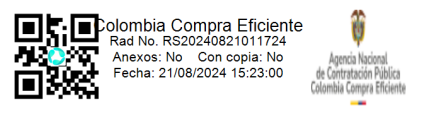 Colombia Compra Eficiente
Rad No. RS20240821011724
Anexos: No Con copia: No
Fecha: 21/08/2024 15:23:00
Agencia Nacional
de Contratación Pública
Colombia Compra Eficiente